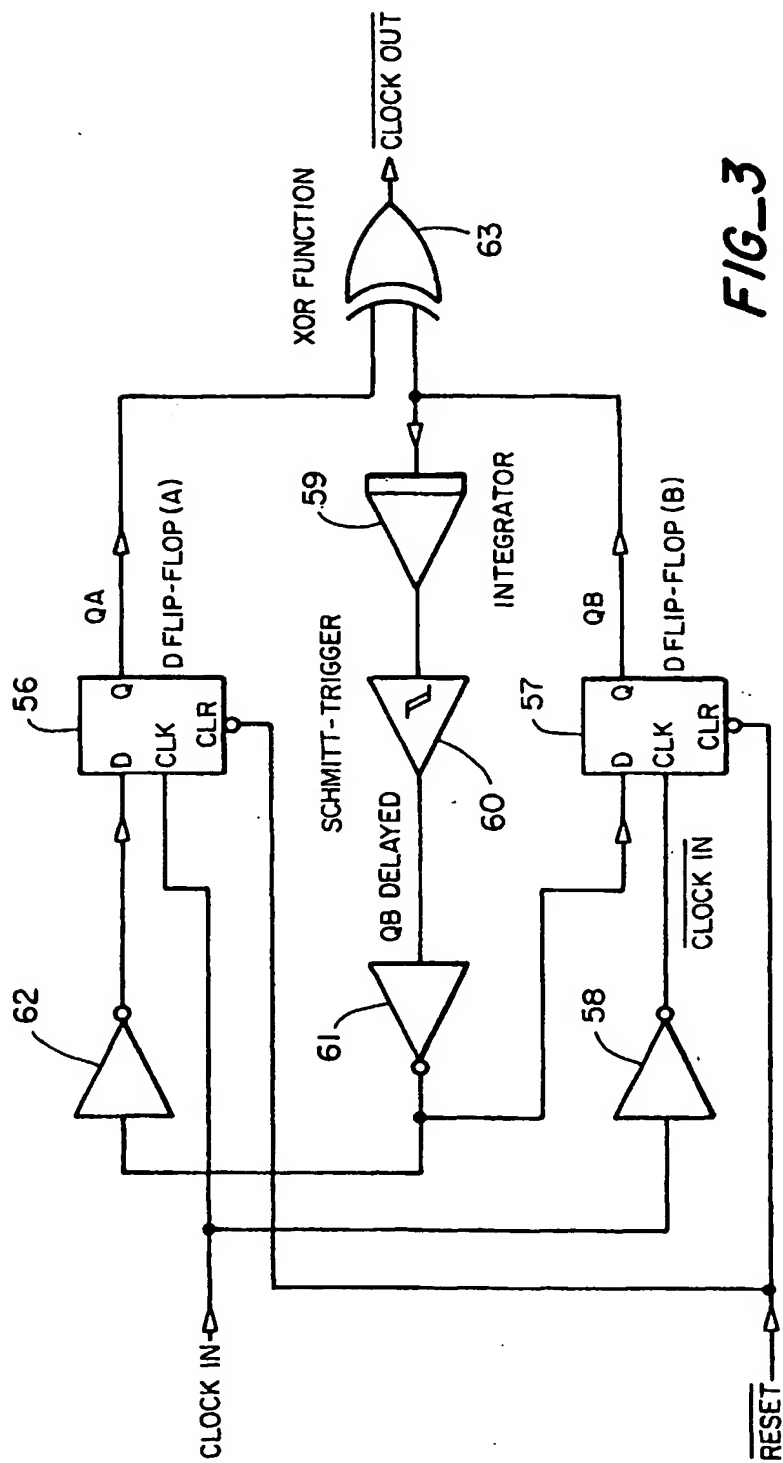 CLOCK IN
RESET
62
58
CLOCK IN
61
QB DELAYED
60
SCHMITT-TRIGGER
59
INTEGRATOR
56
D
Q
CLK
CLR
D FLIP-FLOP (A)
QA
57
D
Q
CLK
CLR
D FLIP-FLOP (B)
QB
XOR FUNCTION
63
CLOCK OUT
FIG_3